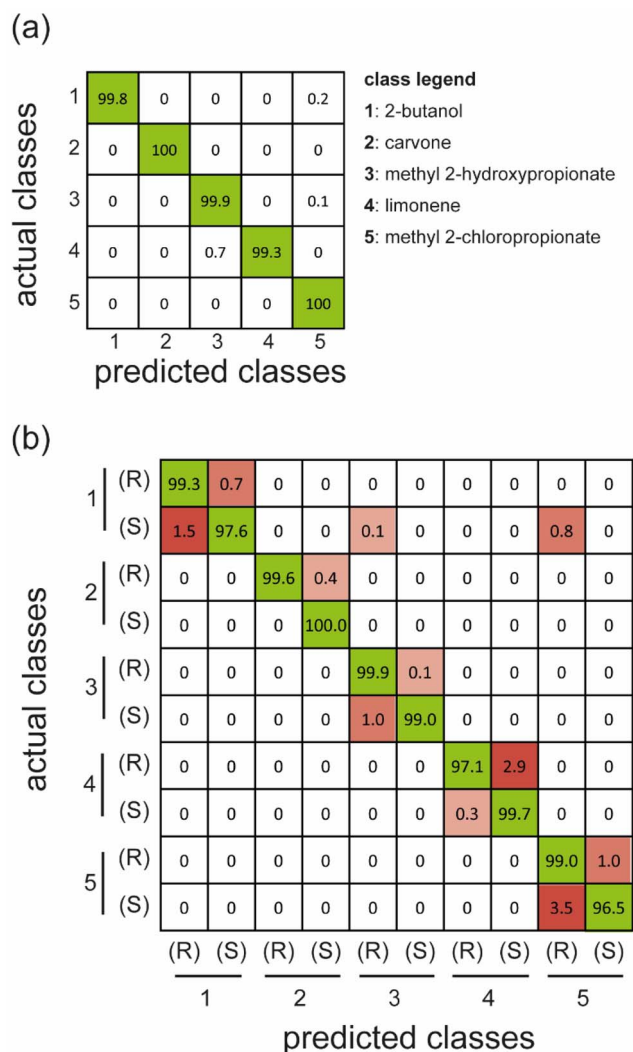 (a)
actual classes
1 99.8 0 0 0 0.2
2 0 100 0 0 0
3 0 0 99.9 0 0.1
4 0 0 0.7 99.3 0
5 0 0 0 0 100
1 2 3 4 5
predicted classes
class legend
1: 2-butanol
2: carvone
3: methyl 2-hydroxypropionate
4: limonene
5: methyl 2-chloropropionate
(b)
actual classes
1
(R) 99.3 0.7 0 0 0 0 0 0 0 0
(S) 1.5 97.6 0 0 0.1 0 0 0 0.8 0
2
(R) 0 0 99.6 0.4 0 0 0 0 0 0
(S) 0 0 0 100.0 0 0 0 0 0 0
3
(R) 0 0 0 0 99.9 0.1 0 0 0 0
(S) 0 0 0 0 1.0 99.0 0 0 0 0
4
(R) 0 0 0 0 0 0 97.1 2.9 0 0
(S) 0 0 0 0 0 0 0.3 99.7 0 0
5
(R) 0 0 0 0 0 0 0 0 99.0 1.0
(S) 0 0 0 0 0 0 0 0 3.5 96.5
(R) (S) (R) (S) (R) (S) (R) (S) (R) (S)
1 2 3 4 5
predicted classes